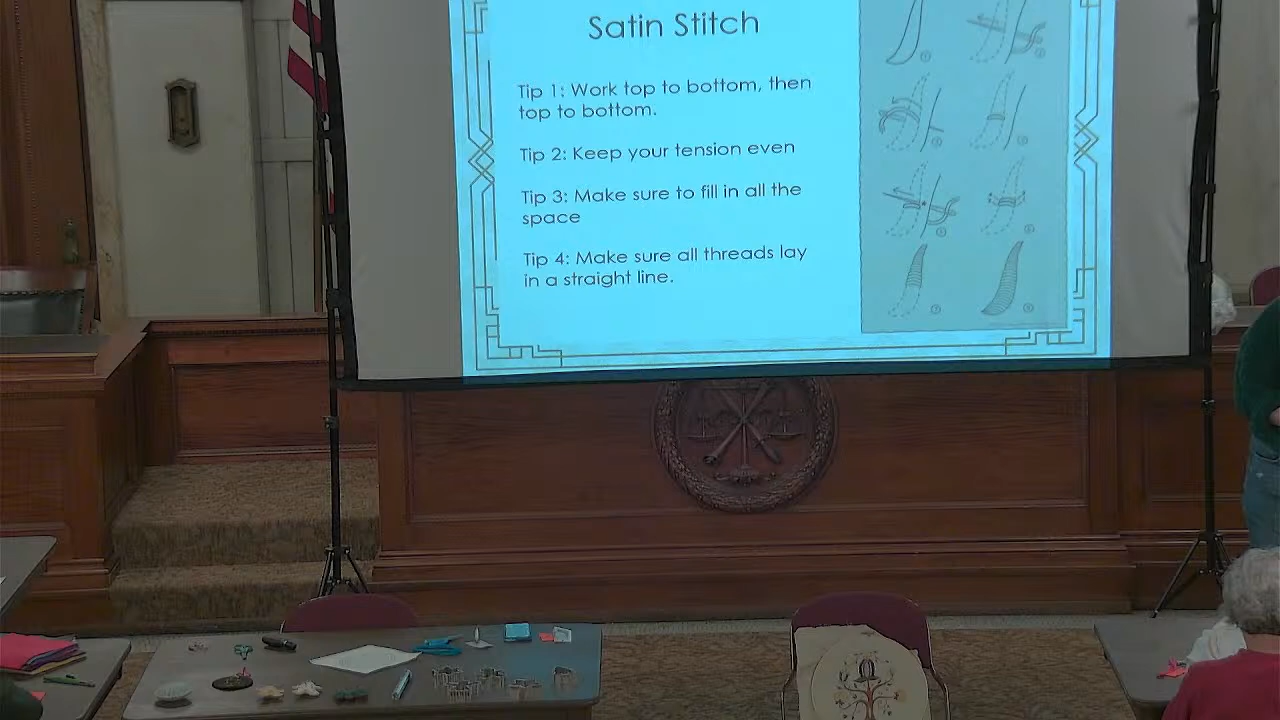 Satin Stitch
Tip 1: Work top to bottom, then
top to bottom.
Tip 2: Keep your tension even
Tip 3: Make sure to fill in all the
space
Tip 4: Make sure all threads lay
in a straight line.